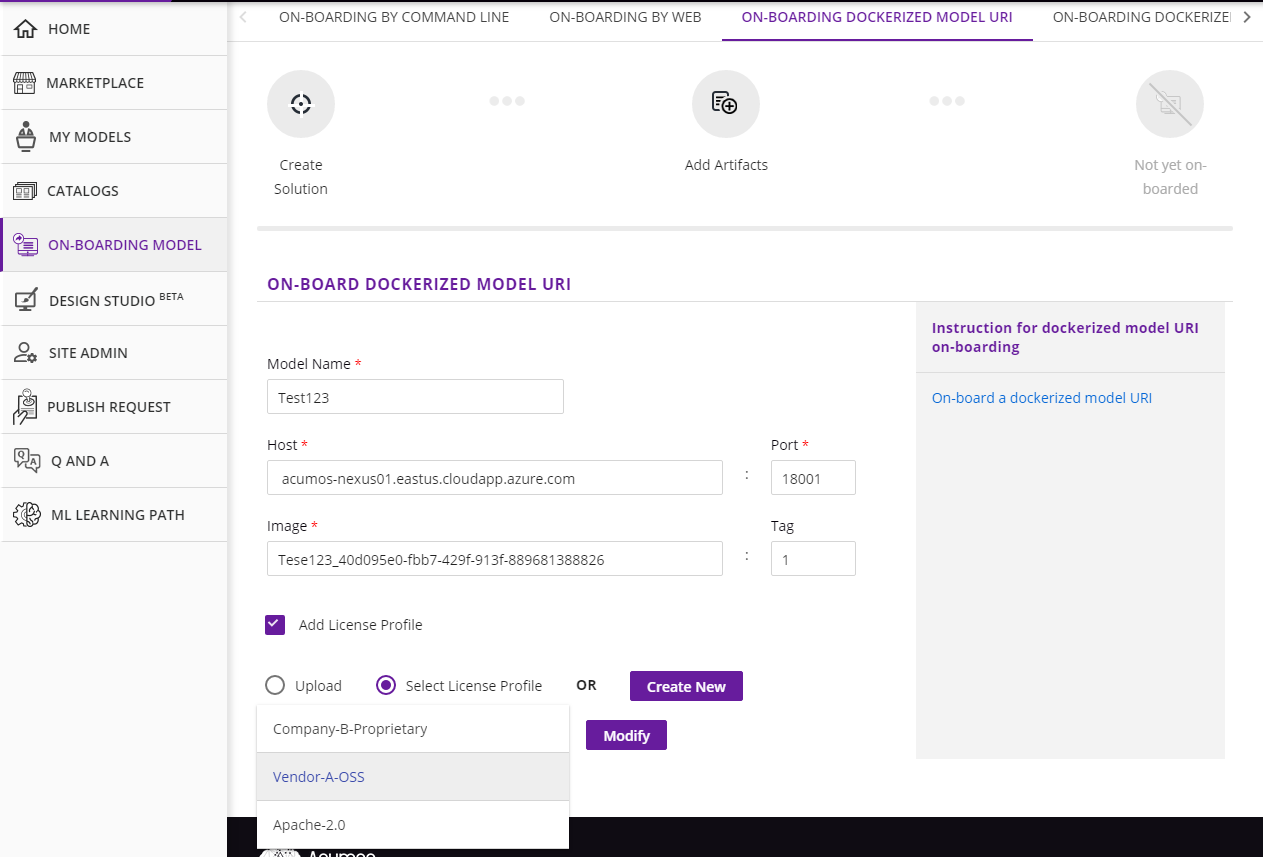 HOME
MARKETPLACE
MY MODELS
CATALOGS
ON-BOARDING MODEL
DESIGN STUDIO BETA
SITE ADMIN
PUBLISH REQUEST
Q AND A
ML LEARNING PATH
ON-BOARDING BY COMMAND LINE ON-BOARDING BY WEB ON-BOARDING DOCKERIZED MODEL URI ON-BOARDING DOCKERIZE
Create
Solution
Add Artifacts
Not yet on-
boarded
ON-BOARD DOCKERIZED MODEL URI
Model Name *
Test123
Host * Port *
acumos-nexus01.eastus.cloudapp.azure.com : 18001
Image * Tag
Tese123_40d095e0-fbb7-429f-913f-889681388826 : 1
Add License Profile
Upload Select License Profile OR Create New
Company-B-Proprietary
Modify
Vendor-A-OSS
Apache-2.0
Instruction for dockerized model URI
on-boarding
On-board a dockerized model URI
Acumos